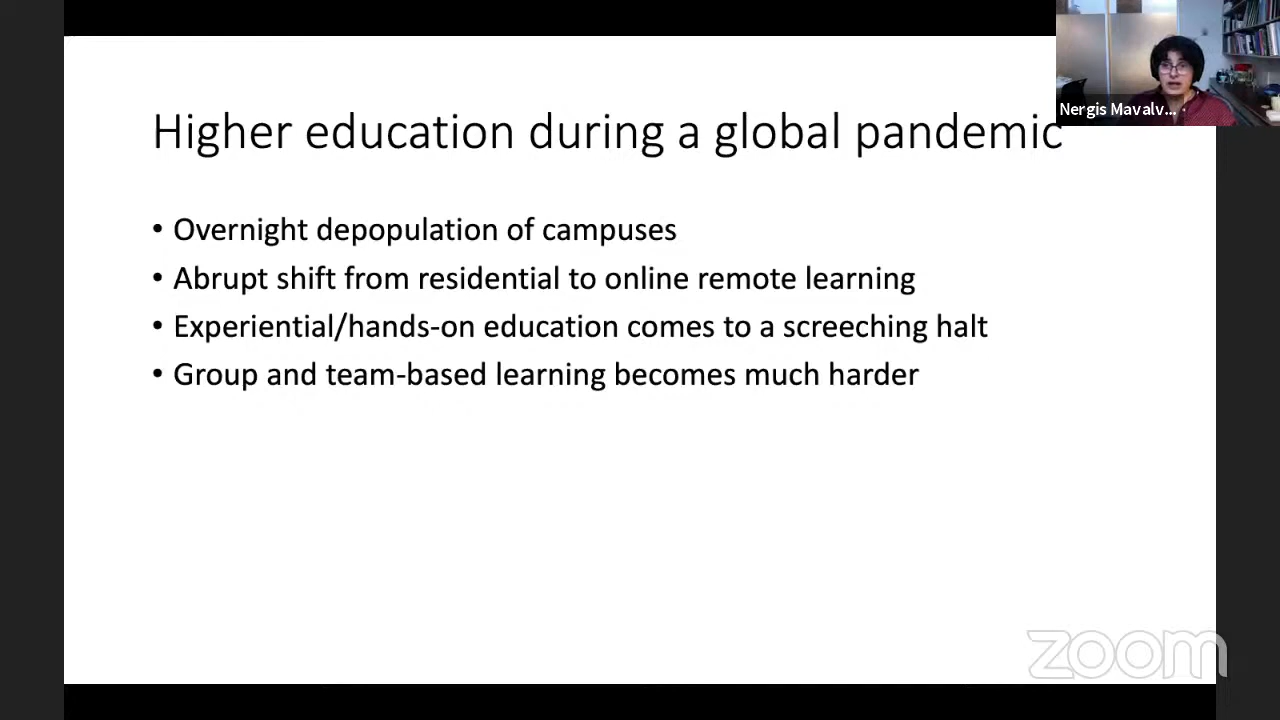 Higher education during a global pandemic
Nergis Mavalv...
• Overnight depopulation of campuses
• Abrupt shift from residential to online remote learning
• Experiential/hands-on education comes to a screeching halt
• Group and team-based learning becomes much harder
zoom